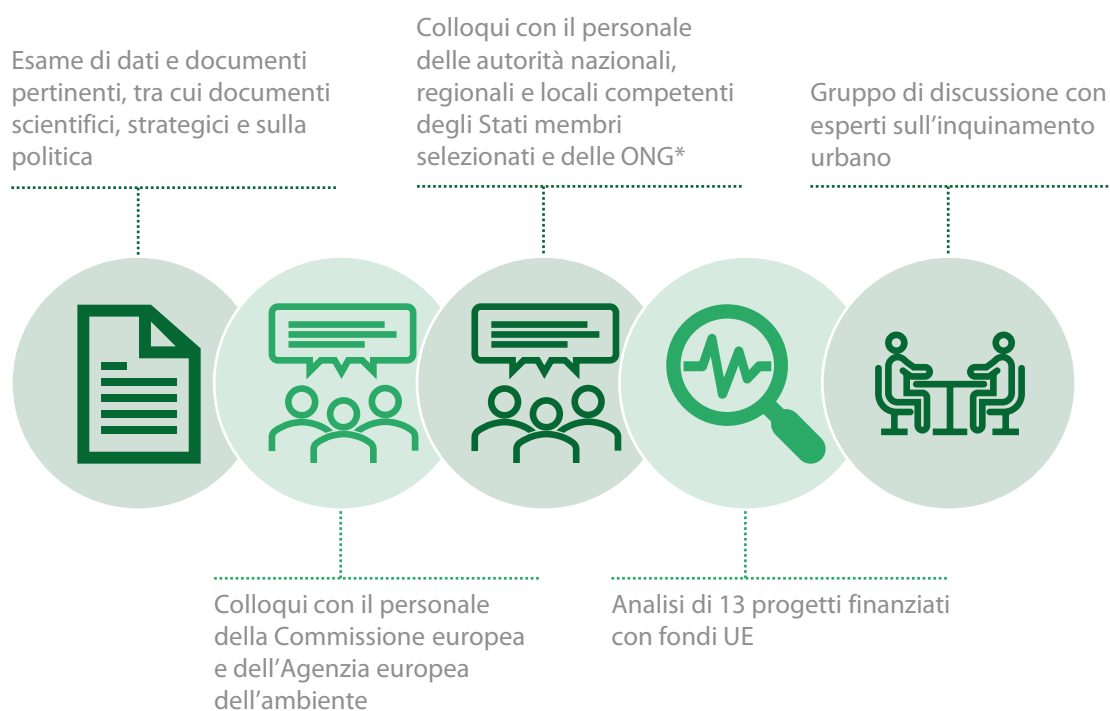 Esame di dati e documenti
pertinenti, tra cui documenti
scientifici, strategici e sulla
politica
Colloqui con il personale
della Commissione europea
e dell'Agenzia europea
dell'ambiente
Colloqui con il personale
delle autorità nazionali,
regionali e locali competenti
degli Stati membri
selezionati e delle ONG*
Analisi di 13 progetti finanziati
con fondi UE
Gruppo di discussione con
esperti sull'inquinamento
urbano